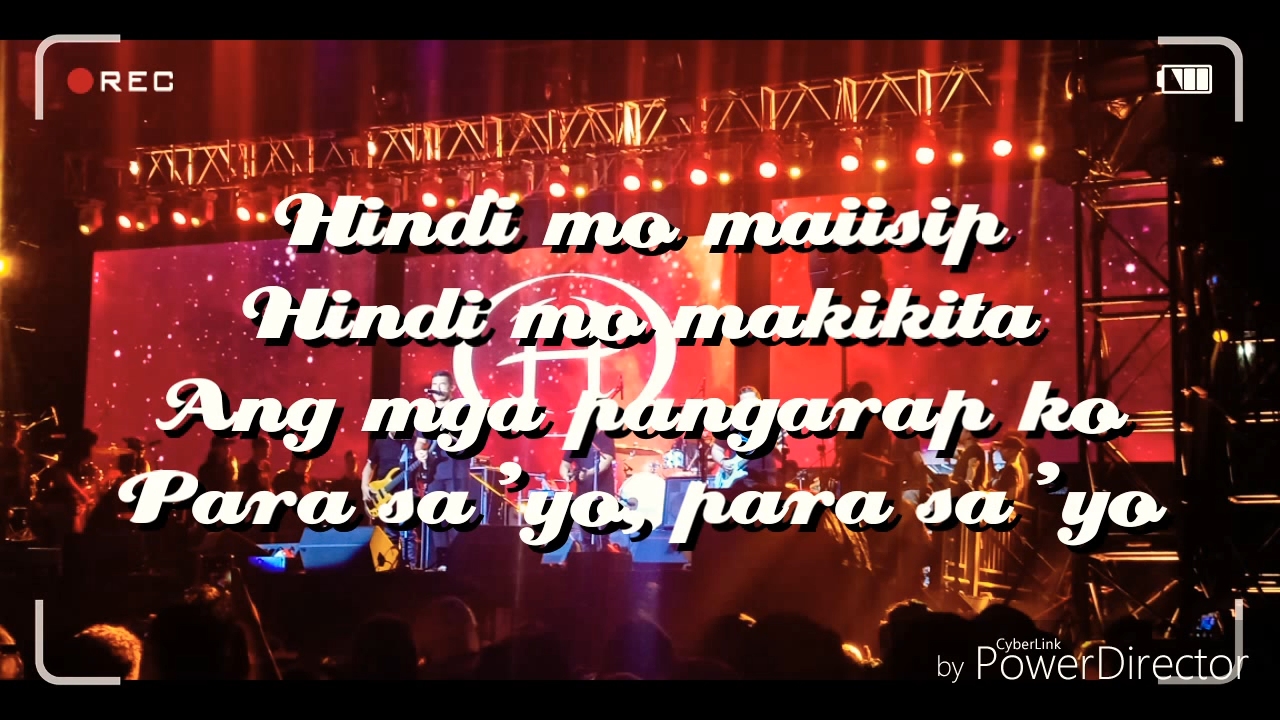 REC
Hindi mo maiisip
Hindi mo makikita
Ang mga pangarap ko
Para sa 'yo, para sa 'yo
CyberLink
by PowerDirector